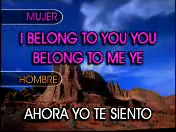 MUJER
I BELONG TO YOU YOU
BELONG TO ME YE
HOMBRE
AHORA YO TE SIENTO